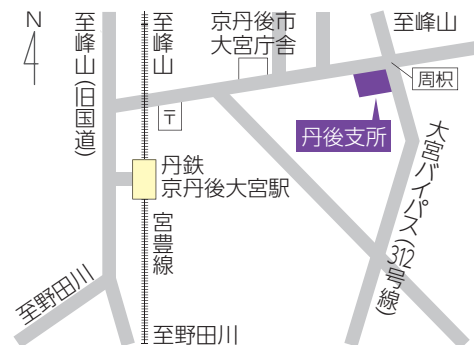 N
至峰山(旧国道)
至峰山
京丹後市
大宮庁舎
至峰山
周枳
〒
丹後支所
丹鉄
京丹後大宮駅
宮豊線
大宮バイパス(312号線)
至野田川
至野田川